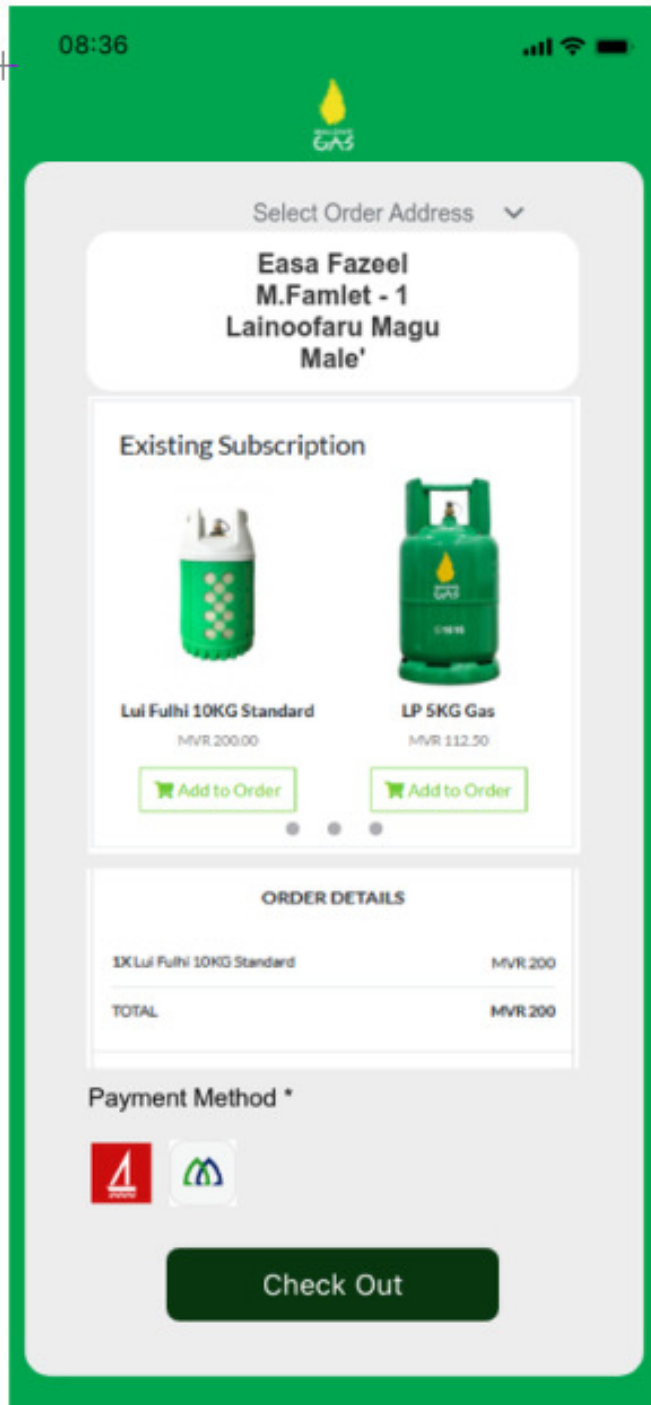 08:36
GAS
Select Order Address
Easa Fazeel
M.Famlet - 1
Lainoofaru Magu
Male'
Existing Subscription
GAS
Lui Fulhi 10KG Standard
MVR 200.00
Add to Order
LP 5KG Gas
MVR 112.50
Add to Order
ORDER DETAILS
1X Lui Fulhi 10KG Standard MVR 200
TOTAL MVR 200
Payment Method *
Check Out